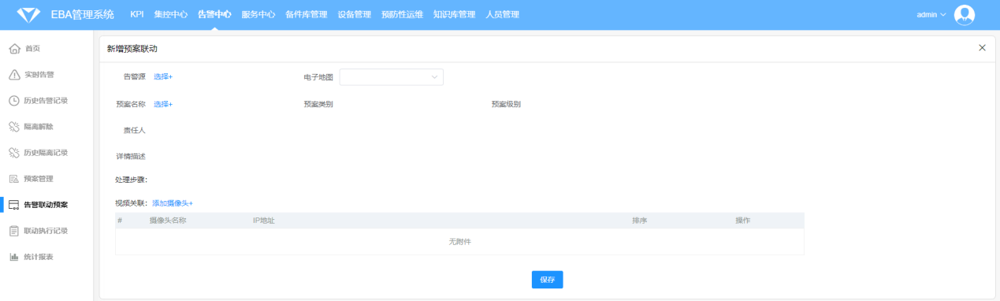 EBA管理系统 KPI 集控中心 告警中心 服务中心 备件库管理 设备管理 预防性运维 知识库管理 人员管理 admin
首页
实时告警
历史告警记录
隔离解除
历史隔离记录
预案管理
告警联动预案
联动执行记录
统计报表
新增预案联动
告警源 选择+ 电子地图
预案名称 选择+ 预案类别 预案级别
责任人
详情描述
处理步骤：
视频关联： 添加摄像头+
# 摄像头名称 IP地址 排序 操作
无附件
保存